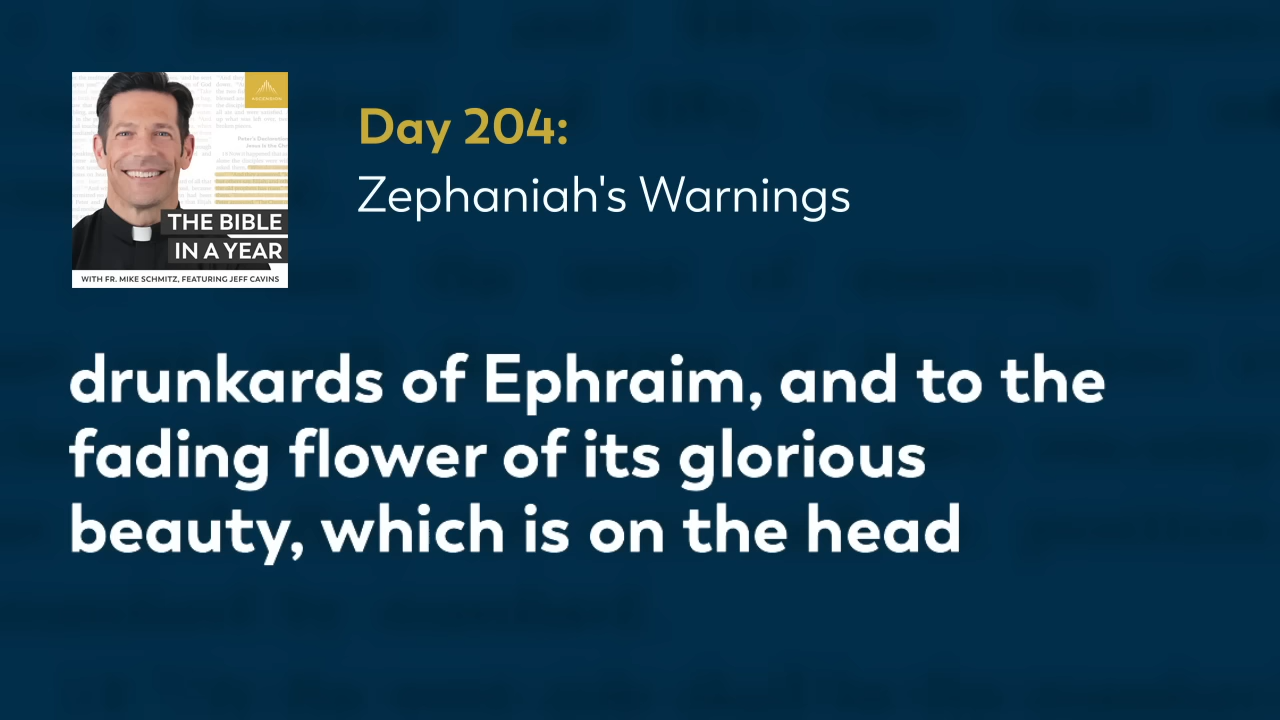 ASCENSION
THE BIBLE
IN A YEAR
WITH FR. MIKE SCHMITZ, FEATURING JEFF CAVINS
Day 204:
Zephaniah's Warnings
drunkards of Ephraim, and to the
fading flower of its glorious
beauty, which is on the head